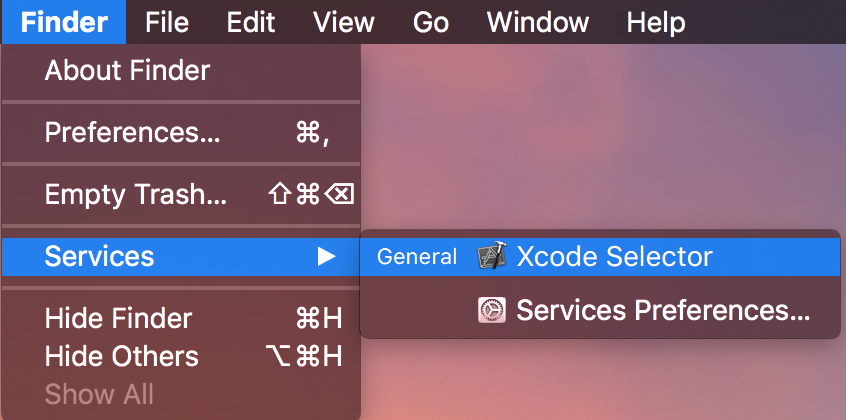 Finder File Edit View Go Window Help
About Finder
Preferences... ⌘,
Empty Trash... ⇧⌘⌫
Services ▶ General Xcode Selector
Services Preferences...
Hide Finder ⌘H
Hide Others ⌥⌘H
Show All